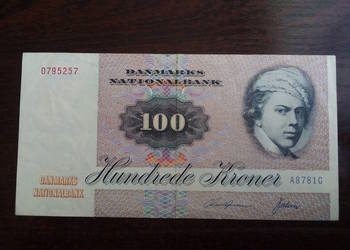 0795257
DANMARKS
NATIONALBANK
100
Hundrede Kroner
A8781G
DANMARKS
NATIONALBANK